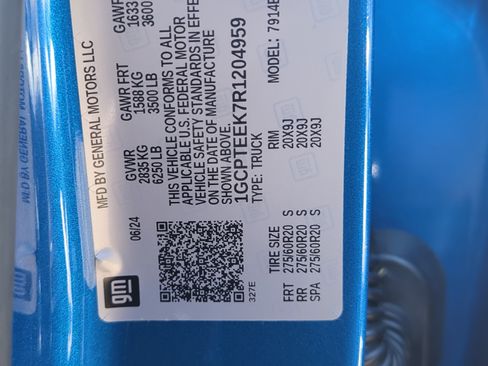 MFD BY GENERAL MOTORS LLC
06/24
GVWR
2835 KG
6250 LB
GAWR FRT
1588 KG
3500 LB
1633
3600
THIS VEHICLE CONFORMS TO ALL
APPLICABLE U.S. FEDERAL MOTOR
VEHICLE SAFETY STANDARDS IN EFFE
ON THE DATE OF MANUFACTURE
SHOWN ABOVE.
1GCPTEEK7R1204959
TYPE: TRUCK
MODEL: 7914
TIRE SIZE RIM
FRT 275/60R20 S 20X9J
RR 275/60R20 S 20X9J
SPA 275/60R20 S 20X9J
gm
327E